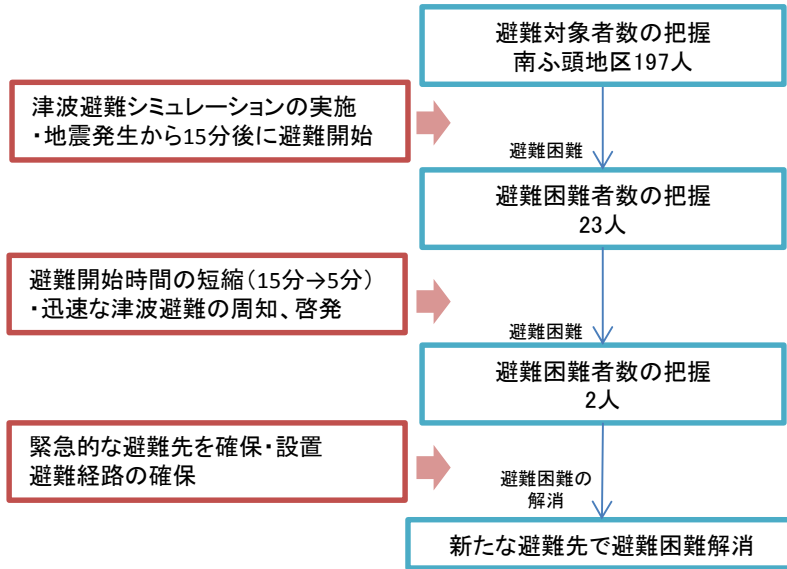 避難対象者数の把握
南ふ頭地区197人
津波避難シミュレーションの実施
・地震発生から15分後に避難開始
避難困難
避難困難者数の把握
23人
避難開始時間の短縮（15分→5分）
・迅速な津波避難の周知、啓発
避難困難
避難困難者数の把握
2人
緊急的な避難先を確保・設置
避難経路の確保
避難困難の
解消
新たな避難先で避難困難解消